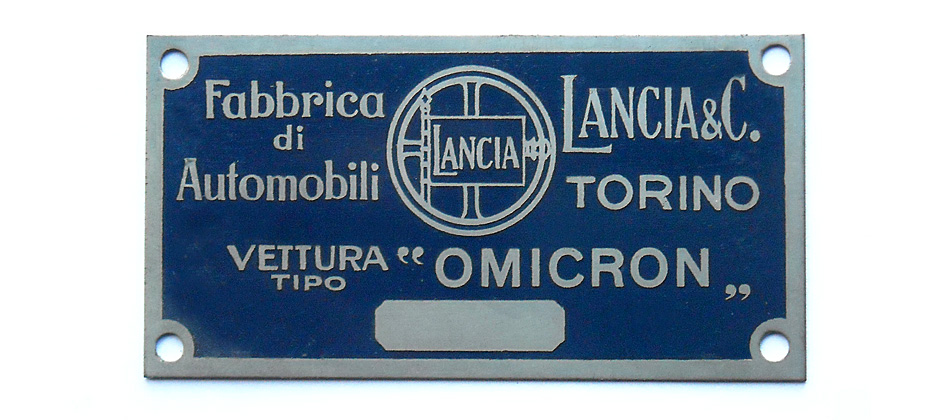 Fabbrica
di
Automobili
LANCIA
LANCIA & C.
TORINO
VETTURA
TIPO
“OMICRON„